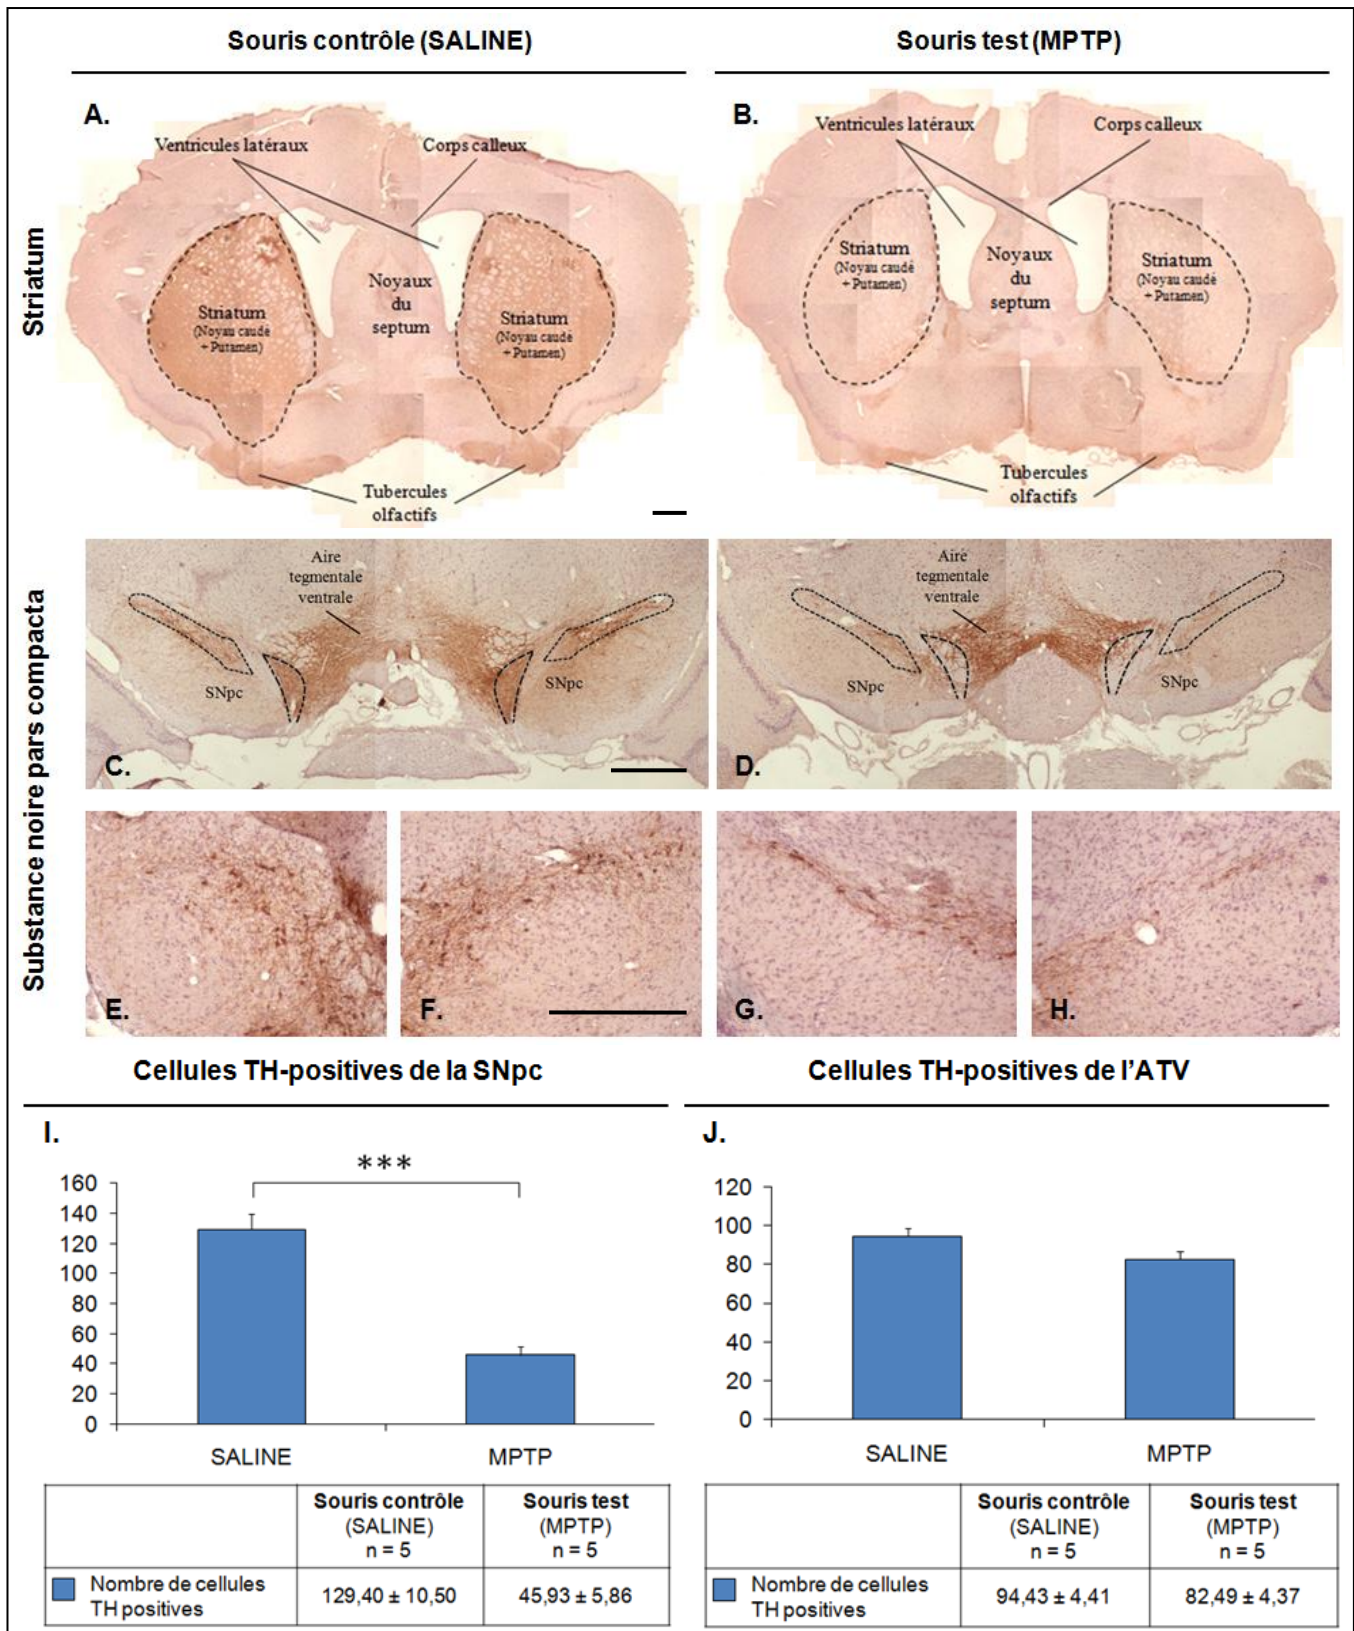 Souris contrôle (SALINE)
Souris test (MPTP)
Striatum
A.
Ventricules latéraux
Corps calleux
Noyaux
du
septum
Striatum
(Noyau caudé
+ Putamen)
Striatum
(Noyau caudé
+ Putamen)
Tubercules
olfactifs
B.
Ventricules latéraux
Corps calleux
Striatum
(Noyau caudé
+ Putamen)
Noyaux
du
septum
Striatum
(Noyau caudé
+ Putamen)
Tubercules
olfactifs
Substance noire pars compacta
Aire
tegmentale
ventrale
SNpc
SNpc
C.
Aire
tegmentale
ventrale
SNpc
SNpc
D.
E.
F.
G.
H.
Cellules TH-positives de la SNpc
Cellules TH-positives de l'ATV
I.
***
160
140
120
100
80
60
40
20
0
SALINE
MPTP
J.
120
100
80
60
40
20
0
SALINE
MPTP
Souris contrôle
(SALINE)
n = 5
Souris test
(MPTP)
n = 5
Nombre de cellules
TH positives
129,40 ± 10,50
45,93 ± 5,86
Souris contrôle
(SALINE)
n = 5
Souris test
(MPTP)
n = 5
Nombre de cellules
TH positives
94,43 ± 4,41
82,49 ± 4,37